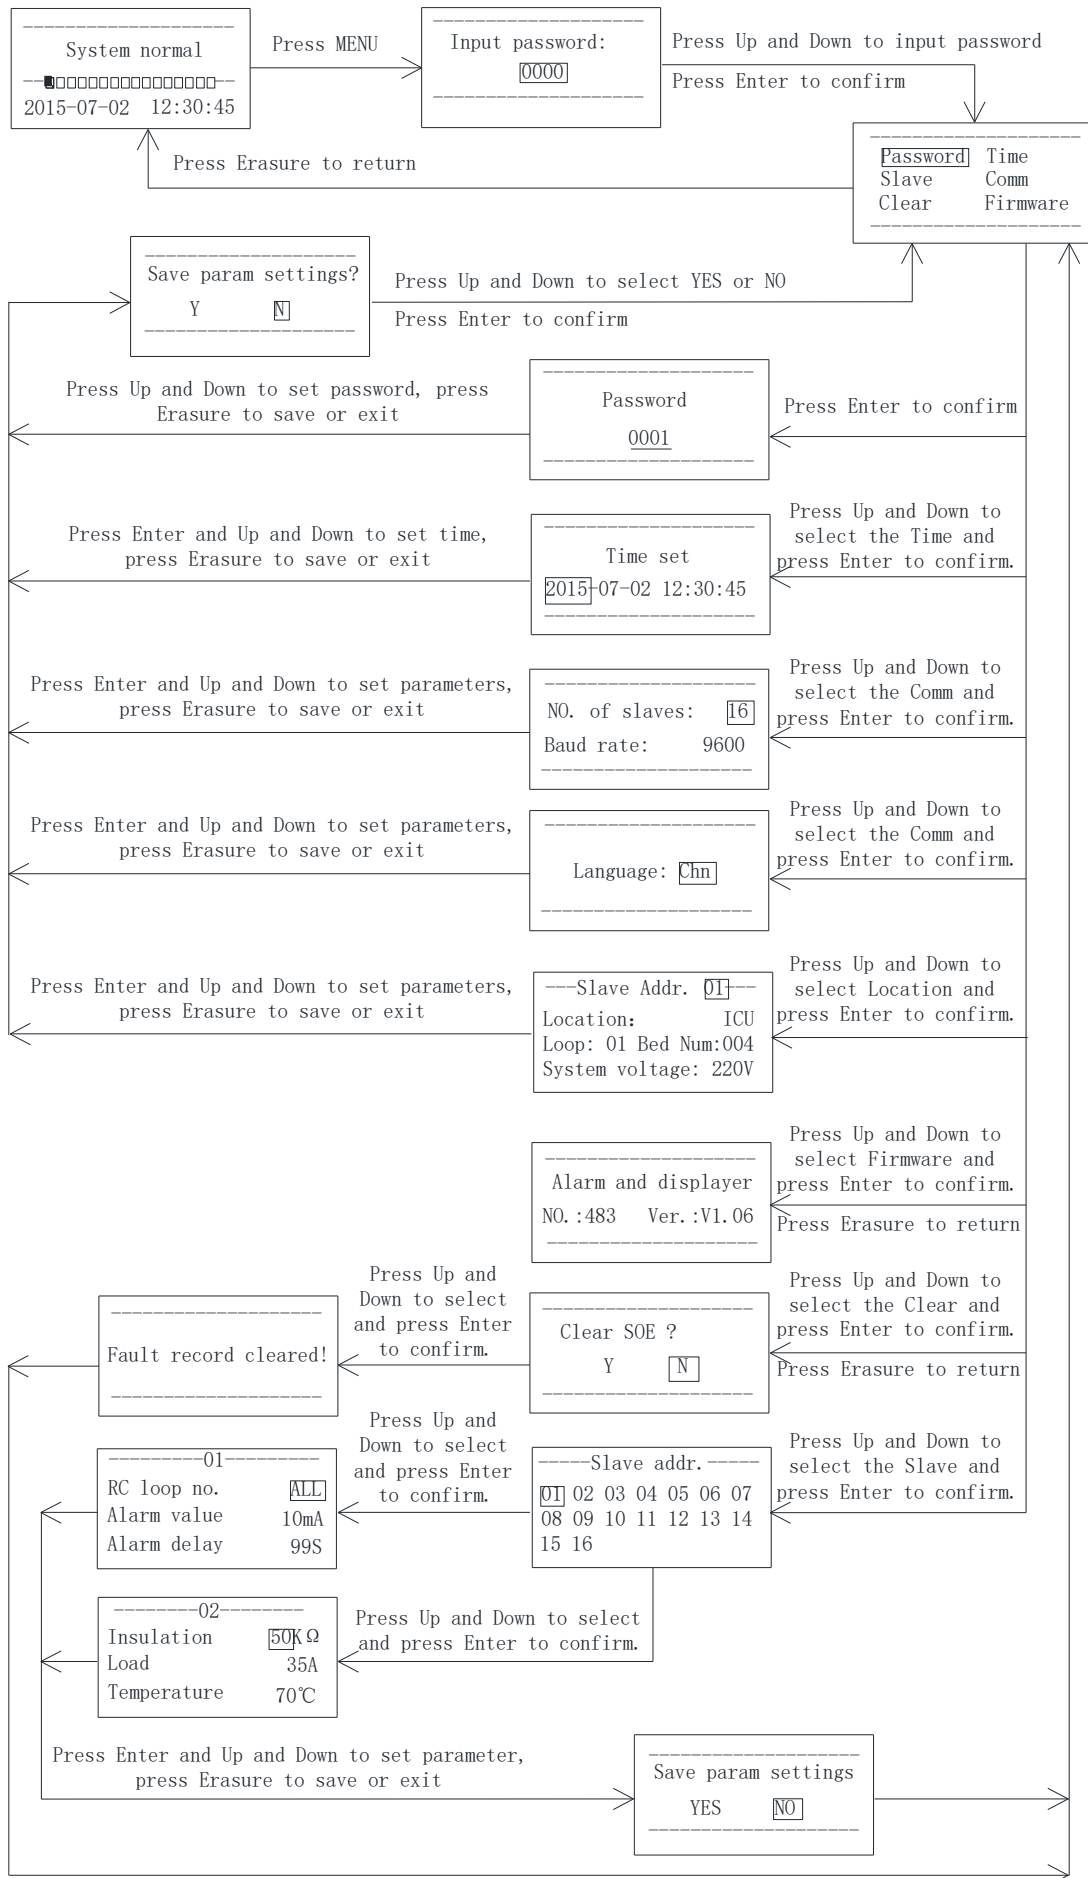 System normal
2015-07-02 12:30:45
Press MENU
Input password:
0000
Press Up and Down to input password
Press Enter to confirm
Password Time
Slave Comm
Clear Firmware
Press Erasure to return
Save param settings?
Y N
Press Up and Down to select YES or NO
Press Enter to confirm
Press Up and Down to set password, press
Erasure to save or exit
Password
0001
Press Enter to confirm
Press Enter and Up and Down to set time,
press Erasure to save or exit
Time set
2015-07-02 12:30:45
Press Up and Down to
select the Time and
press Enter to confirm.
Press Enter and Up and Down to set parameters,
press Erasure to save or exit
NO. of slaves: 16
Baud rate: 9600
Press Up and Down to
select the Comm and
press Enter to confirm.
Press Enter and Up and Down to set parameters,
press Erasure to save or exit
Language: Chn
Press Up and Down to
select the Comm and
press Enter to confirm.
Press Enter and Up and Down to set parameters,
press Erasure to save or exit
---Slave Addr. 01---
Location: ICU
Loop: 01 Bed Num:004
System voltage: 220V
Press Up and Down to
select Location and
press Enter to confirm.
Alarm and displayer
NO.:483 Ver.:V1.06
Press Up and Down to
select Firmware and
press Enter to confirm.
Press Erasure to return
Fault record cleared!
Press Up and
Down to select
and press Enter
to confirm.
Clear SOE ?
Y N
Press Up and Down to
select the Clear and
press Enter to confirm.
Press Erasure to return
---------01---------
RC loop no. ALL
Alarm value 10mA
Alarm delay 99S
Press Up and
Down to select
and press Enter
to confirm.
-----Slave addr.-----
01 02 03 04 05 06 07
08 09 10 11 12 13 14
15 16
Press Up and Down to
select the Slave and
press Enter to confirm.
--------02--------
Insulation 50KΩ
Load 35A
Temperature 70℃
Press Up and Down to select
and press Enter to confirm.
Press Enter and Up and Down to set parameter,
press Erasure to save or exit
Save param settings
YES NO